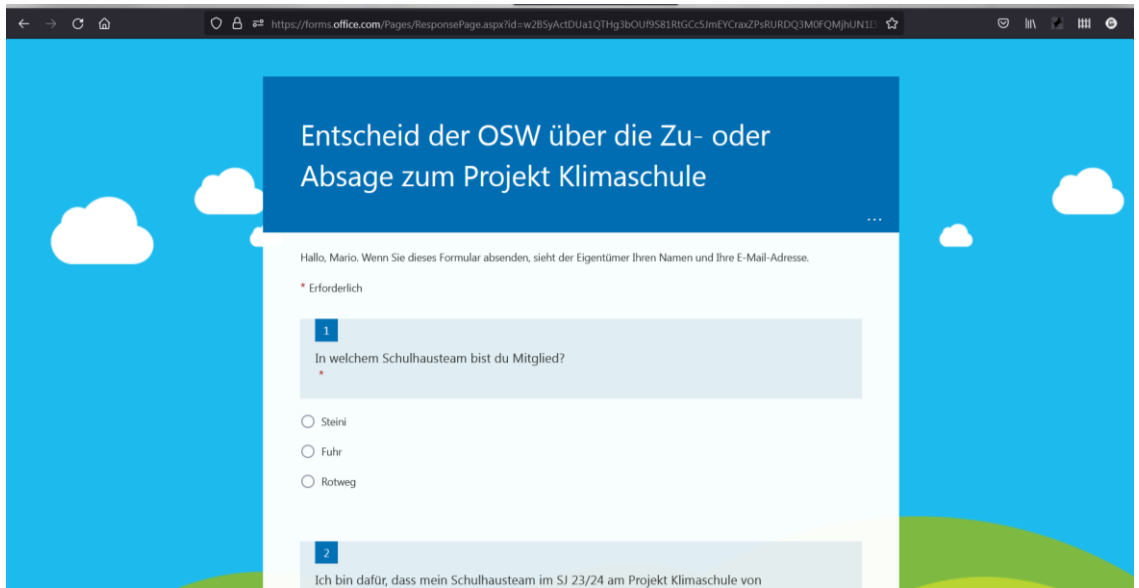 https://forms.office.com/Pages/ResponsePage.aspx?id=w2BSyActDUa1QTHg3bOUf9S81RtGCc5JmEYCraxZPsRURDQ3M0FQMjhUN1
Entscheid der OSW über die Zu- oder
Absage zum Projekt Klimaschule
...
Hallo, Mario. Wenn Sie dieses Formular absenden, sieht der Eigentümer Ihren Namen und Ihre E-Mail-Adresse.
* Erforderlich
1
In welchem Schulhausteam bist du Mitglied?
*
Steini
Fuhr
Rotweg
2
Ich bin dafür, dass mein Schulhausteam im SJ 23/24 am Projekt Klimaschule von